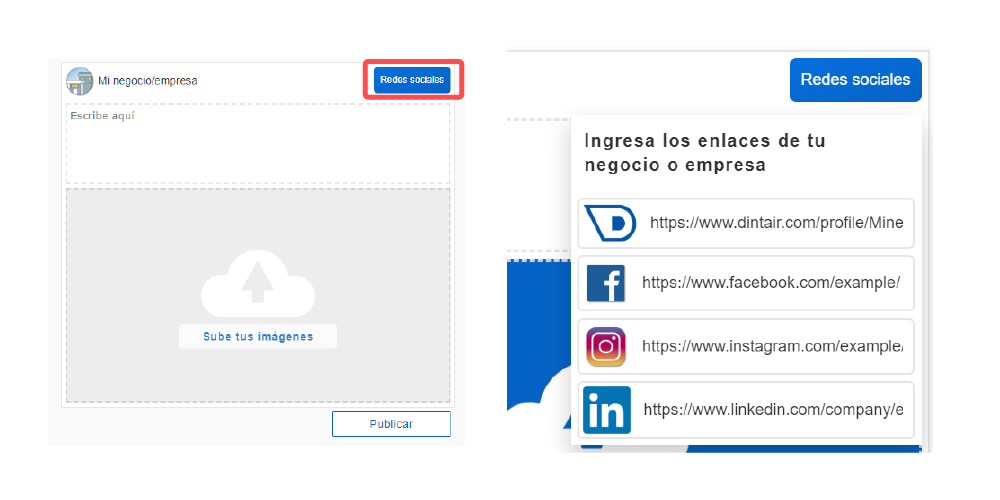 Mi negocio/empresa
Redes sociales
Escribe aquí
Sube tus imágenes
Publicar
Redes sociales
Ingresa los enlaces de tu
negocio o empresa
https://www.dintair.com/profile/Mine
https://www.facebook.com/example/
https://www.instagram.com/example/
https://www.linkedin.com/company/e